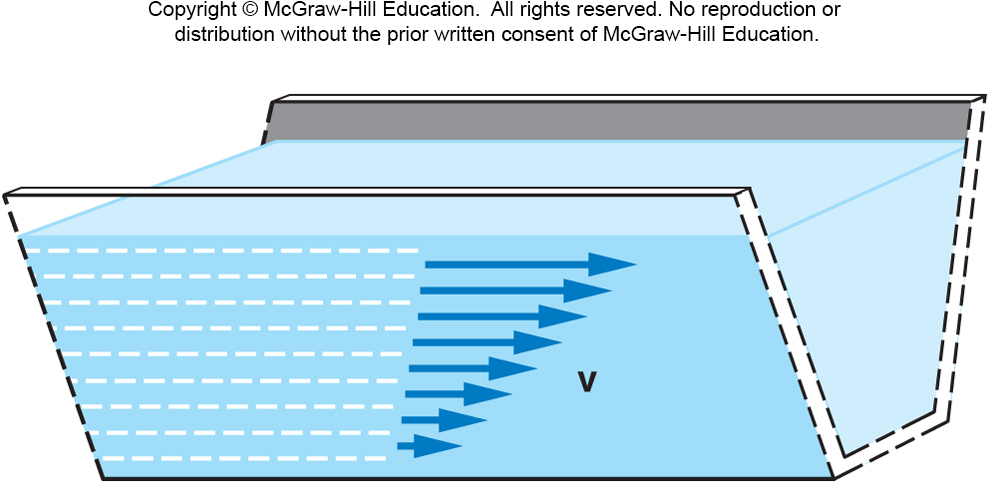 Copyright © McGraw-Hill Education.  All rights reserved. No reproduction or
distribution without the prior written consent of McGraw-Hill Education.
V